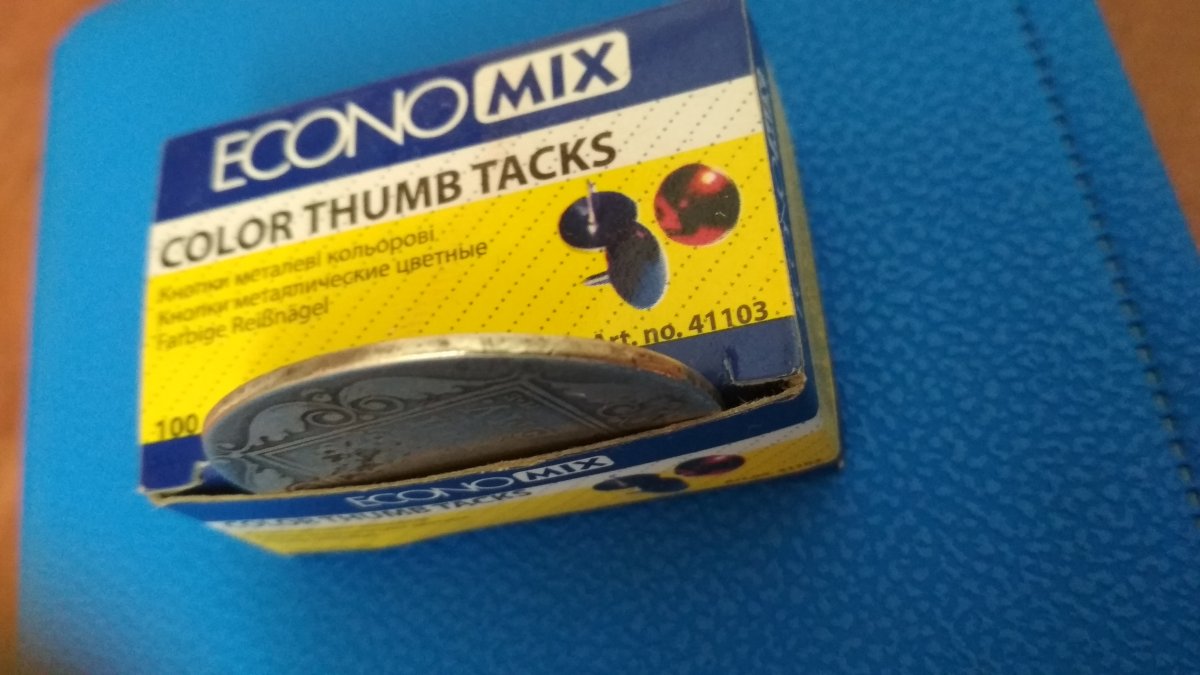 ECONOMIX
COLOR THUMB TACKS
Кнопки металеві кольорові
Кнопки металлические цветные
Farbige Reißnägel
Art. no. 41103
100
ECONOMIX
COLOR THUMB TACKS